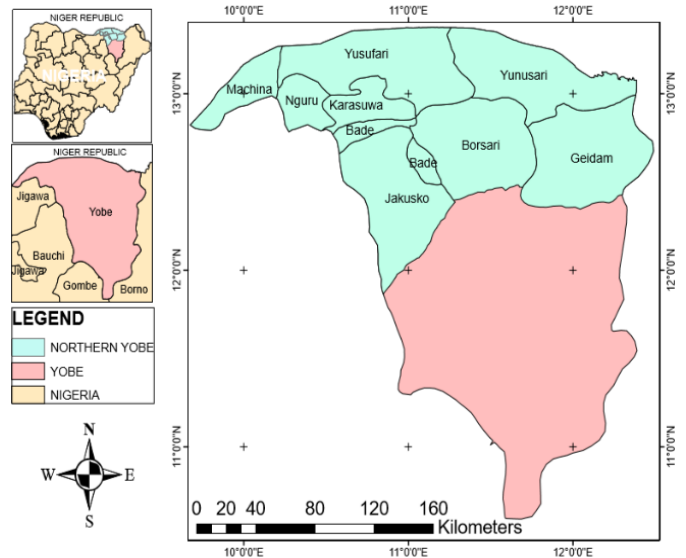 NIGER REPUBLIC
NIGERIA
NIGER REPUBLIC
Jigawa
Yobe
Bauchi
Jigawa
Gombe
Borno
LEGEND
NORTHERN YOBE
YOBE
NIGERIA
N
W E
S
10°0'0"E 11°0'0"E 12°0'0"E
13°0'0"N 13°0'0"N
12°0'0"N
11°0'0"N 11°0'0"N
Yusufari
Yunusari
Machina
Nguru
Karasuwa
Bade
Borsari
Bade
Geidam
Jakusko
0 20 40 80 120 160
Kilometers
10°0'0"E 11°0'0"E 12°0'0"E